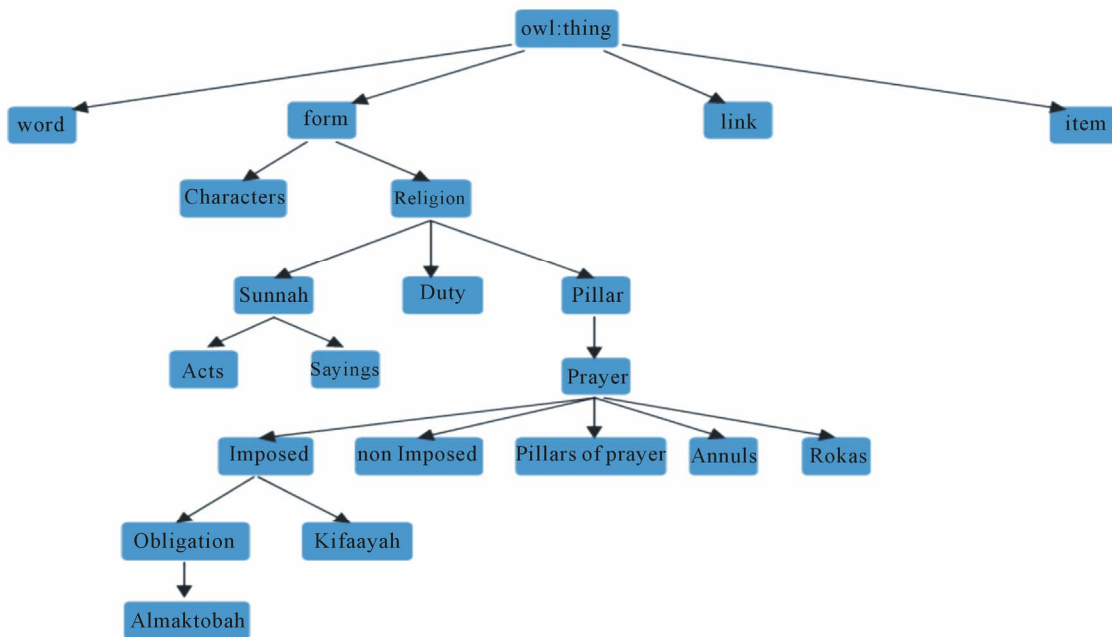 owl:thing
word
form
link
item
Characters
Religion
Sunnah
Duty
Pillar
Acts
Sayings
Prayer
Imposed
non Imposed
Pillars of prayer
Annuls
Rokas
Obligation
Kifaayah
Almaktobah